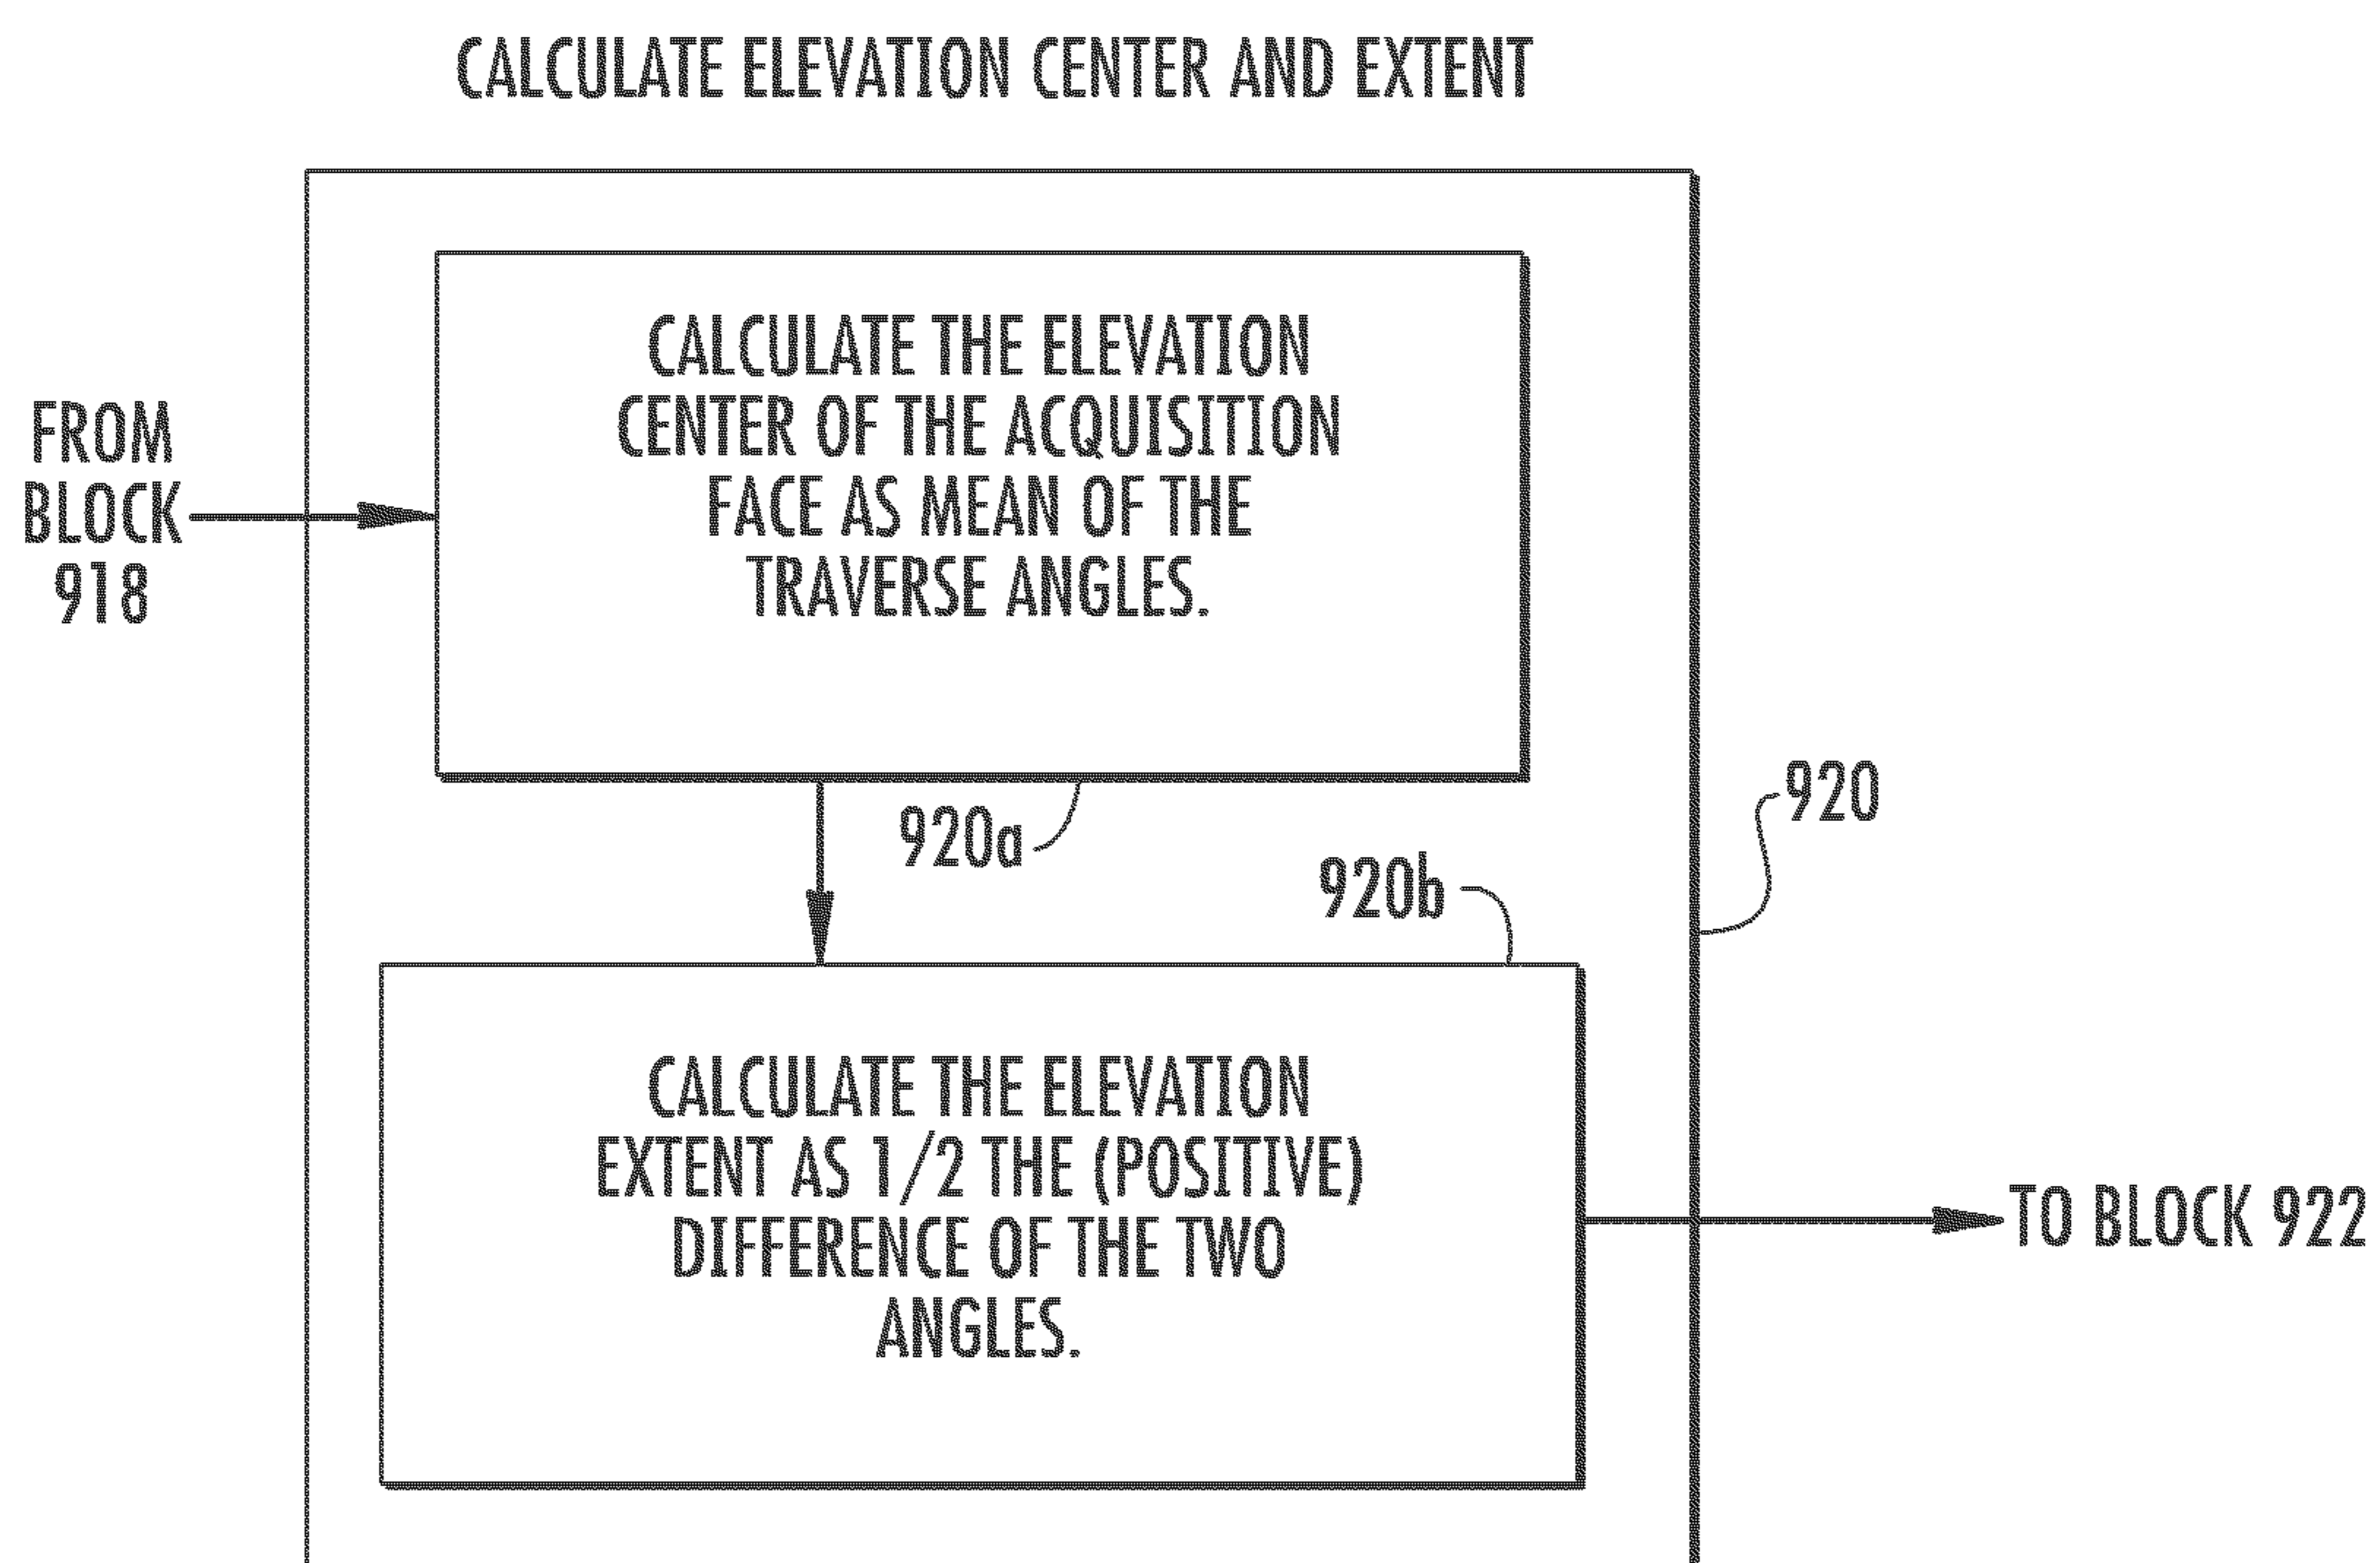 CALCULATE ELEVATION CENTER AND EXTENT
FROM
BLOCK
918
CALCULATE THE ELEVATION
CENTER OF THE ACQUISITION
FACE AS MEAN OF THE
TRAVERSE ANGLES.
920a
920b
920
CALCULATE THE ELEVATION
EXTENT AS 1/2 THE (POSITIVE)
DIFFERENCE OF THE TWO
ANGLES.
TO BLOCK 922